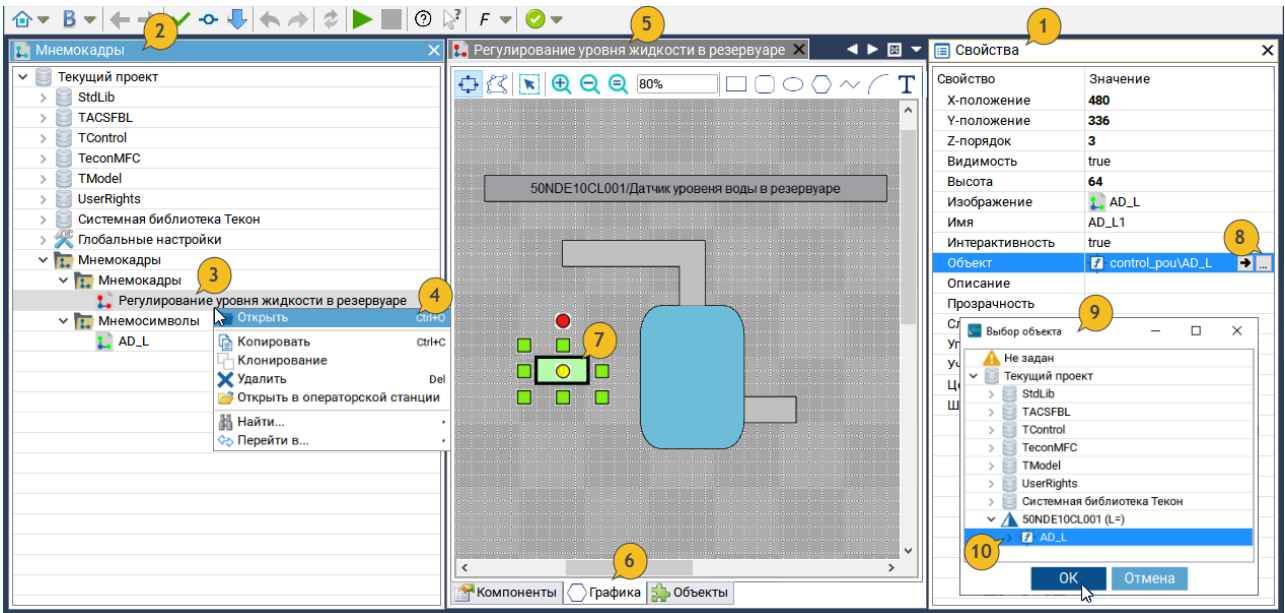 B
F
2
5
1
Мнемокадры
Текущий проект
StdLib
TACSFBL
TControl
TeconMFC
TModel
UserRights
Системная библиотека Текон
Глобальные настройки
Мнемокадры
Мнемокадры
3
Регулирование уровня жидкости в резервуаре
4
Мнемосимволы
AD_L
Открыть Ctrl+O
Копировать Ctrl+C
Клонирование
Удалить Del
Открыть в операторской станции
Найти...
Перейти в...
Регулирование уровня жидкости в резервуаре X
80%
T
50NDE10CL001/Датчик уровеня воды в резервуаре
7
6
Компоненты
Графика
Объекты
Свойства
Свойство Значение
X-положение 480
Y-положение 336
Z-порядок 3
Видимость true
Высота 64
Изображение AD_L
Имя AD_L1
Интерактивность true
8
Объект control_pou\AD_L ...
Описание
Прозрачность
9
Выбор объекта
Не задан
Текущий проект
StdLib
TACSFBL
TControl
TeconMFC
TModel
UserRights
Системная библиотека Текон
50NDE10CL001 (L=)
10
AD_L
OK Отмена